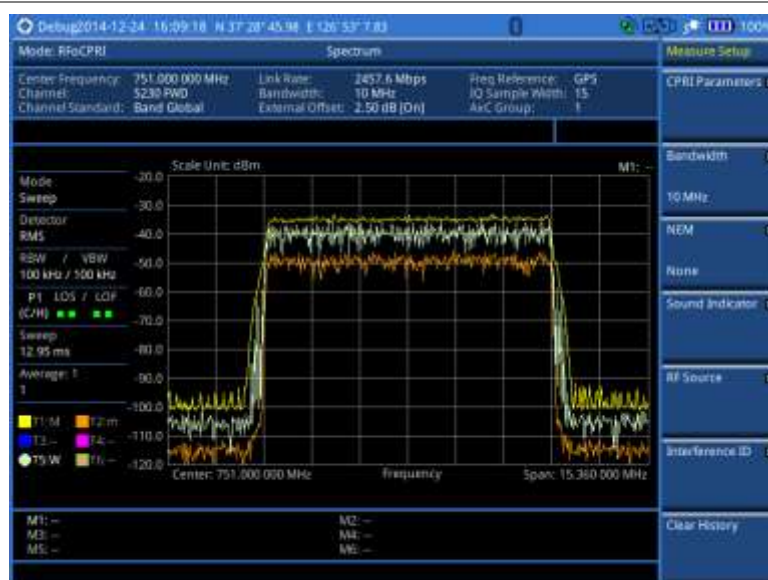 Debug2014-12-24 16:09:18 N 37° 28' 45.98 E 126° 53' 7.83 100%
Mode: RFoCPRI Spectrum Measure Setup
Center Frequency: 751.000 000 MHz Link Rate: 2457.6 Mbps Freq Reference: GPS
Channel: 5230 FWD Bandwidth: 10 MHz IQ Sample Width: 15
Channel Standard: Band Global External Offset: 2.50 dB [On] AxC Group: 1
CPRI Parameters
Scale Unit: dBm M1: --
Bandwidth
10 MHz
Mode
Sweep
Detector
RMS
RBW / VBW
100 kHz / 100 kHz
P1 LOS / LOF
(C/H)
Sweep
12.95 ms
Average: 1
1
T1:M T2:m
T3:-- T4:--
T5:W T6:--
-20.0
-30.0
-40.0
-50.0
-60.0
-70.0
-80.0
-90.0
-100.0
-110.0
-120.0
Center: 751.000 000 MHz Frequency Span: 15.360 000 MHz
NEM
None
Sound Indicator
RF Source
Interference ID
Clear History
M1: -- M2: --
M3: -- M4: --
M5: -- M6: --